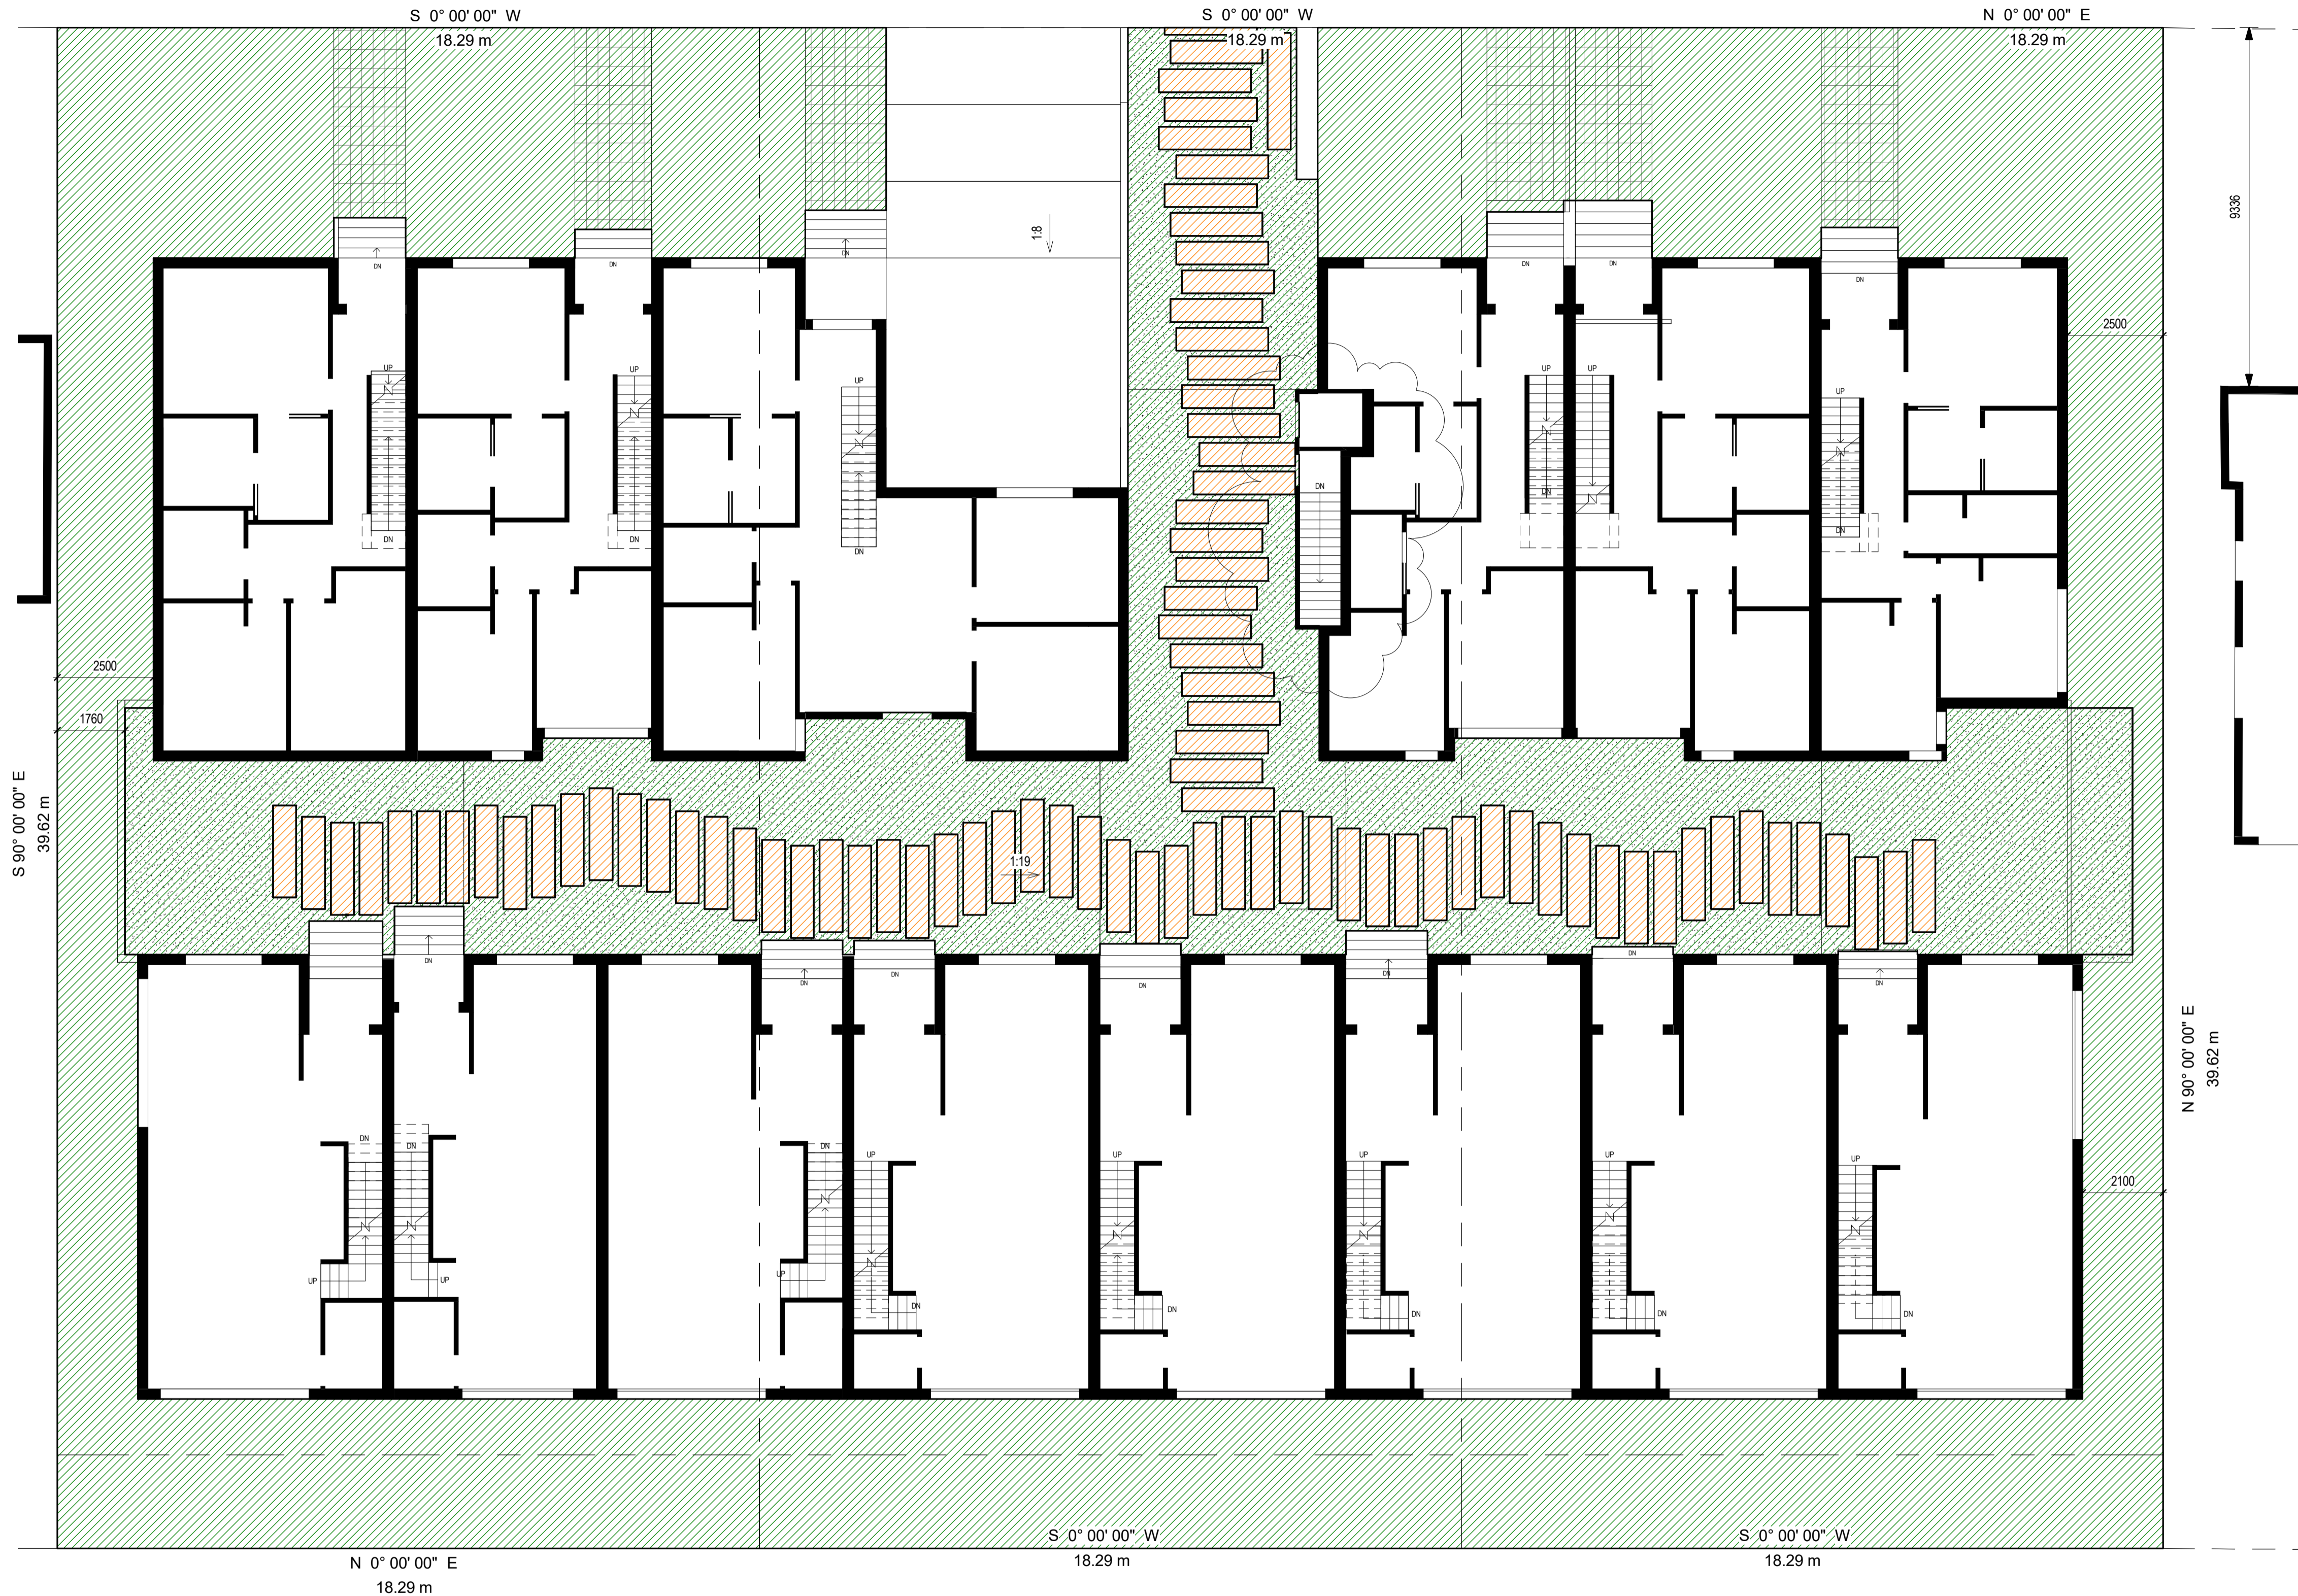 S 0° 00' 00" W
18.29 m
S 0° 00' 00" W
18.29 m
N 0° 00' 00" E
18.29 m
9336
1:8
DN
DN
DN
DN
DN
DN
2500
UP
UP
UP
UP
UP
UP
DN
DN
DN
DN
DN
DN
2500
1760
S 90° 00' 00" E
39.62 m
1:19
DN
DN
DN
DN
DN
DN
DN
N 90° 00' 00" E
39.62 m
DN
DN
DN
UP
UP
UP
UP
UP
2100
UP
UP
UP
DN
DN
DN
DN
DN
S 0° 00' 00" W
18.29 m
S 0° 00' 00" W
18.29 m
N 0° 00' 00" E
18.29 m